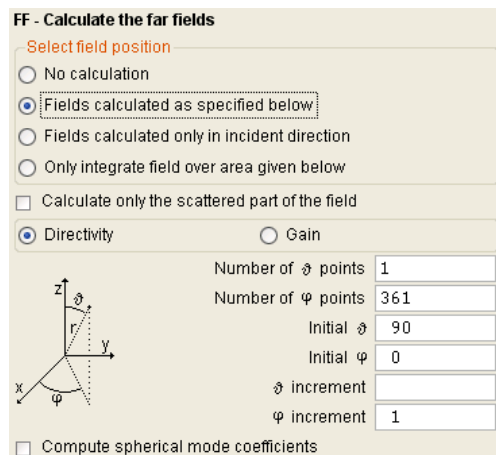 FF - Calculate the far fields
Select field position
No calculation
Fields calculated as specified below
Fields calculated only in incident direction
Only integrate field over area given below
Calculate only the scattered part of the field
Directivity Gain
Number of ϑ points 1
Number of φ points 361
Initial ϑ 90
Initial φ 0
ϑ increment
φ increment 1
z ϑ
r
y
x φ
Compute spherical mode coefficients